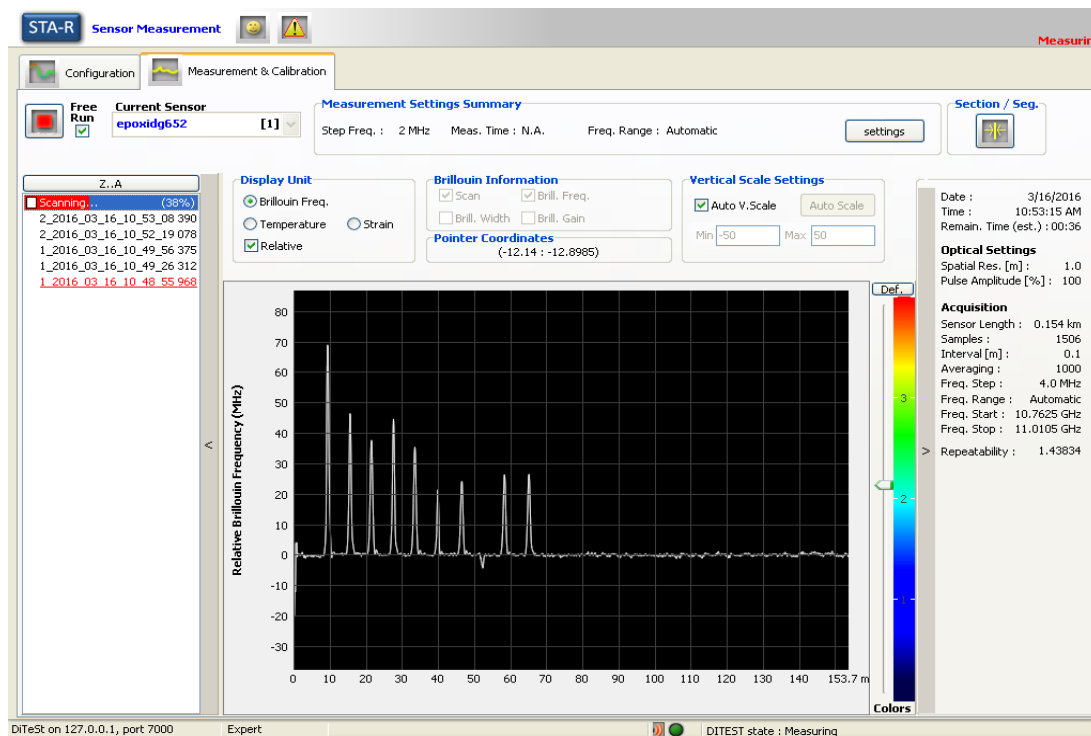 STA-R Sensor Measurement
Measurin
Configuration
Measurement & Calibration
Free Run
Current Sensor
epoxidg652 [1]
Measurement Settings Summary
Step Freq. : 2 MHz Meas. Time : N.A. Freq. Range : Automatic
settings
Section / Seg.
Z..A
Scanning... (38%)
2_2016_03_16_10_53_08 390
2_2016_03_16_10_52_19 078
1_2016_03_16_10_49_56 375
1_2016_03_16_10_49_26 312
1_2016_03_16_10_48_55 968
Display Unit
Brillouin Freq.
Temperature Strain
Relative
Brillouin Information
Scan Brill. Freq.
Brill. Width Brill. Gain
Pointer Coordinates
(-12.14 : -12.8985)
Vertical Scale Settings
Auto V.Scale Auto Scale
Min -50 Max 50
<
Relative Brillouin Frequency (MHz)
80
70
60
50
40
30
20
10
0
-10
-20
-30
0 10 20 30 40 50 60 70 80 90 100 110 120 130 140 153.7 m
Def.
3
2
1
Colors
>
Date : 3/16/2016
Time : 10:53:15 AM
Remain. Time (est.) : 00:36
Optical Settings
Spatial Res. [m] : 1.0
Pulse Amplitude [%] : 100
Acquisition
Sensor Length : 0.154 km
Samples : 1506
Interval [m] : 0.1
Averaging : 1000
Freq. Step : 4.0 MHz
Freq. Range : Automatic
Freq. Start : 10.7625 GHz
Freq. Stop : 11.0105 GHz
Repeatability : 1.43834
DiTeSt on 127.0.0.1, port 7000 Expert DITEST state : Measuring